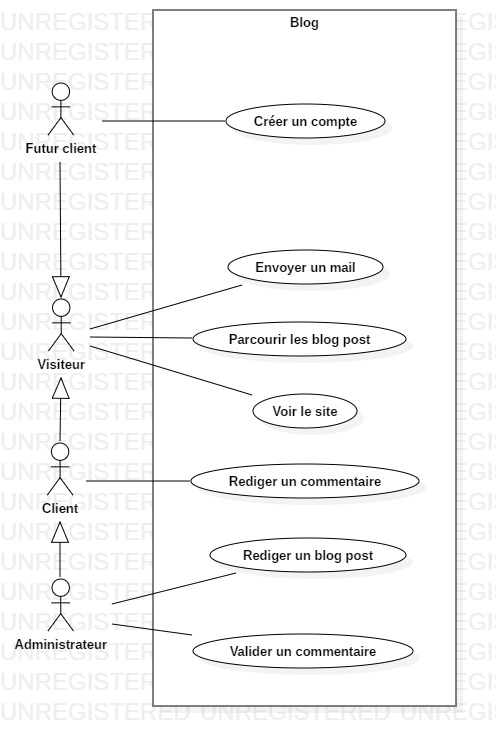 Blog
Créer un compte
Futur client
Envoyer un mail
Parcourir les blog post
Visiteur
Voir le site
Rediger un commentaire
Client
Rediger un blog post
Administrateur
Valider un commentaire
UNREGISTERED UNREGISTERED UNREGI